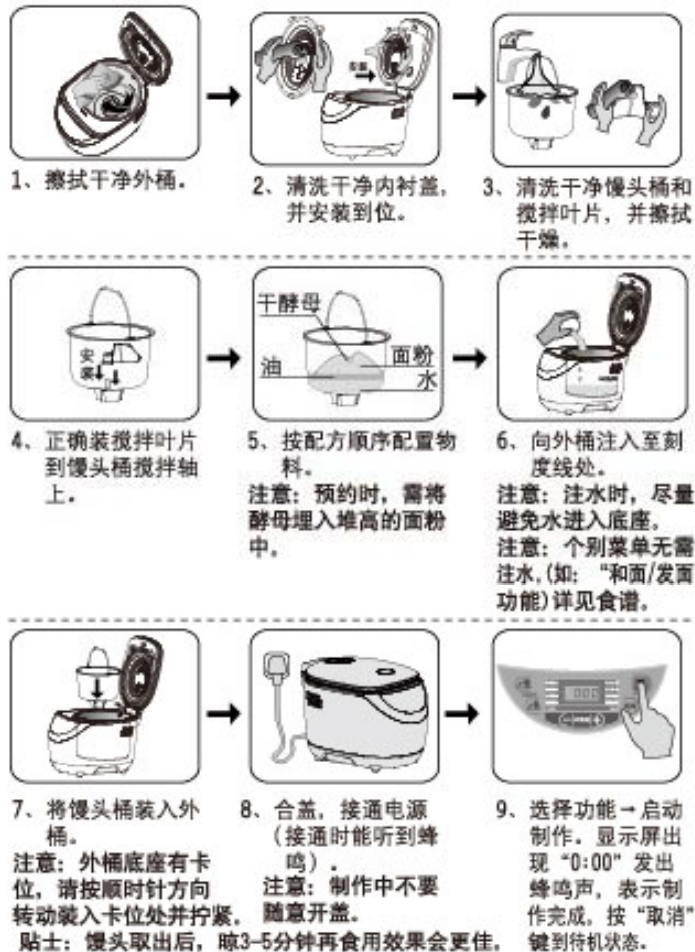 安装
1、擦拭干净外桶。
2、清洗干净内衬盖,
并安装到位。
3、清洗干净馒头桶和
搅拌叶片，并擦拭
干燥。
安装
4、正确装搅拌叶片
到馒头桶搅拌轴
上。
干酵母
面粉
油
水
5、按配方顺序配置物
料。
注意：预约时，需将
酵母埋入堆高的面粉
中。
6、向外桶注入至刻
度线处。
注意：注水时，尽量
避免水进入底座。
注意：个别菜单无需
注水。(如：“和面/发面
功能)详见食谱。
7、将馒头桶装入外
桶。
注意：外桶底座有卡
位，请按顺时针方向
转动装入卡位处并拧紧。
8、合盖，接通电源
（接通时能听到蜂
鸣）.
注意：制作中不要
随意开盖。
9、选择功能→启动
制作。显示屏出
现“0:00”发出
蜂鸣声，表示制
作完成，按“取消”
键到待机状态。
贴士：馒头取出后，晾3-5分钟再食用效果会更佳。